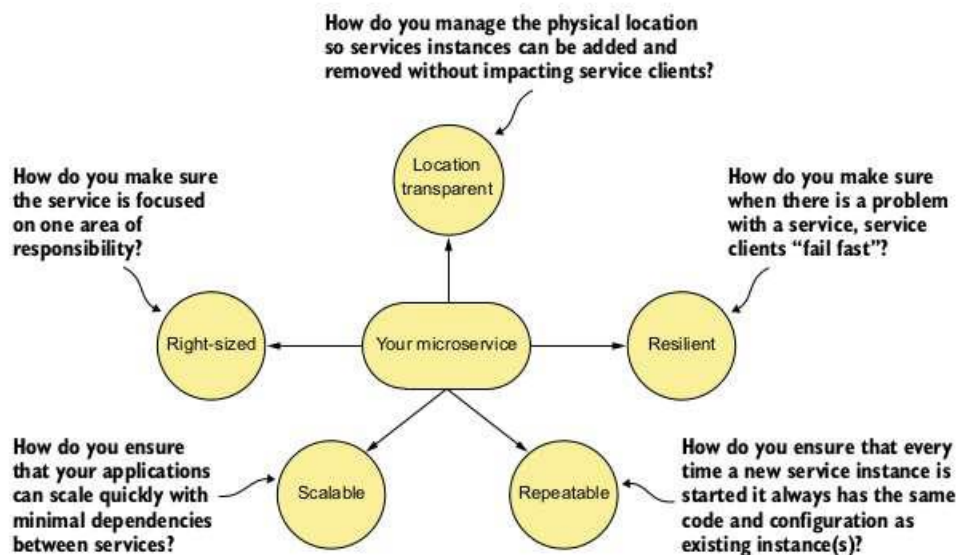 How do you manage the physical location
so services instances can be added and
removed without impacting service clients?
Location
transparent
How do you make sure
the service is focused
on one area of
responsibility?
How do you make sure
when there is a problem
with a service, service
clients “fail fast”?
Right-sized
Your microservice
Resilient
How do you ensure
that your applications
can scale quickly with
minimal dependencies
between services?
Scalable
Repeatable
How do you ensure that every
time a new service instance is
started it always has the same
code and configuration as
existing instance(s)?